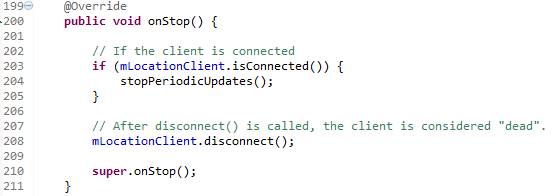 199 @Override
200 public void onStop() {
201
202 // If the client is connected
203 if (mLocationClient.isConnected()) {
204 stopPeriodicUpdates();
205 }
206
207 // After disconnect() is called, the client is considered "dead".
208 mLocationClient.disconnect();
209
210 super.onStop();
211 }